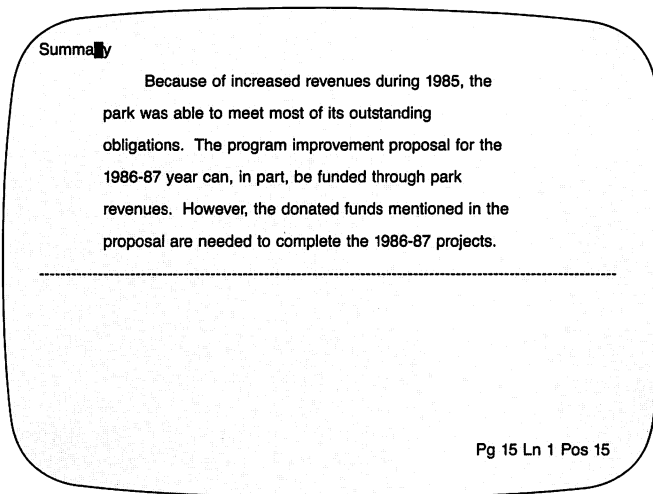 Summary
Because of increased revenues during 1985, the
park was able to meet most of its outstanding
obligations. The program improvement proposal for the
1986-87 year can, in part, be funded through park
revenues. However, the donated funds mentioned in the
proposal are needed to complete the 1986-87 projects.
Pg 15 Ln 1 Pos 15